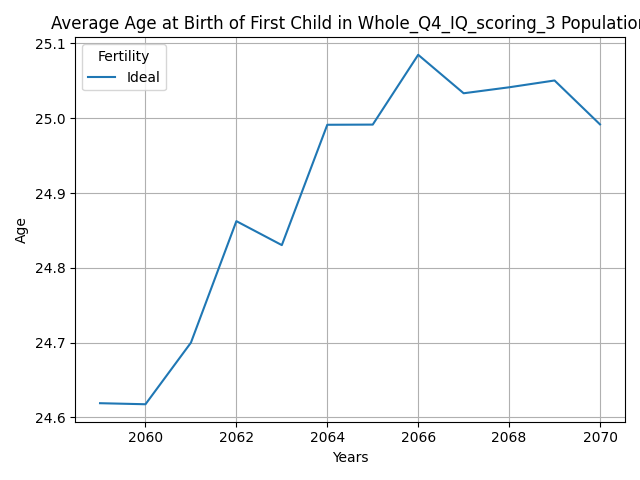 Average Age at Birth of First Child in Whole_Q4_IQ_scoring_3 Population
Fertility
Ideal
25.1
25.0
24.9
24.8
24.7
24.6
Age
2060 2062 2064 2066 2068 2070
Years